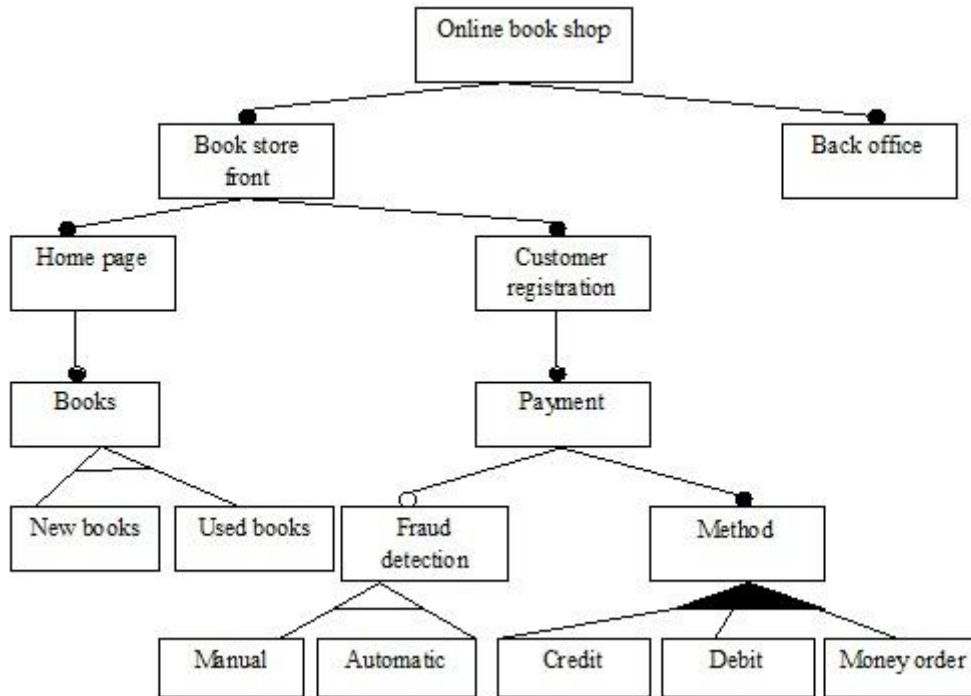 Online book shop
Book store
front
Back office
Home page
Customer
registration
Books
Payment
New books
Used books
Fraud
detection
Method
Manual
Automatic
Credit
Debit
Money order